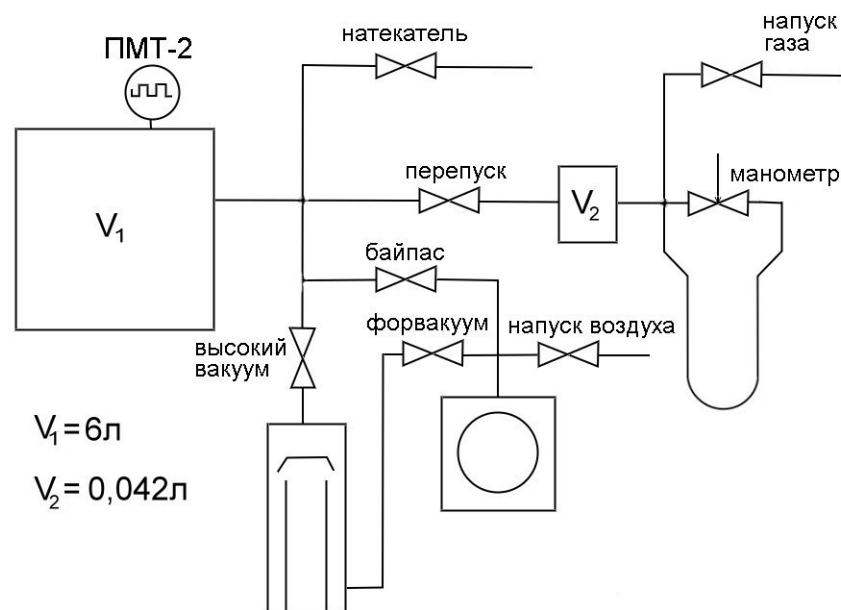 ПМТ-2
натекатель
напуск
газа
перепуск
манометр
V₁
V₂
байпас
форвакуум
напуск воздуха
высокий
вакуум
V₁ = 6л
V₂ = 0,042л